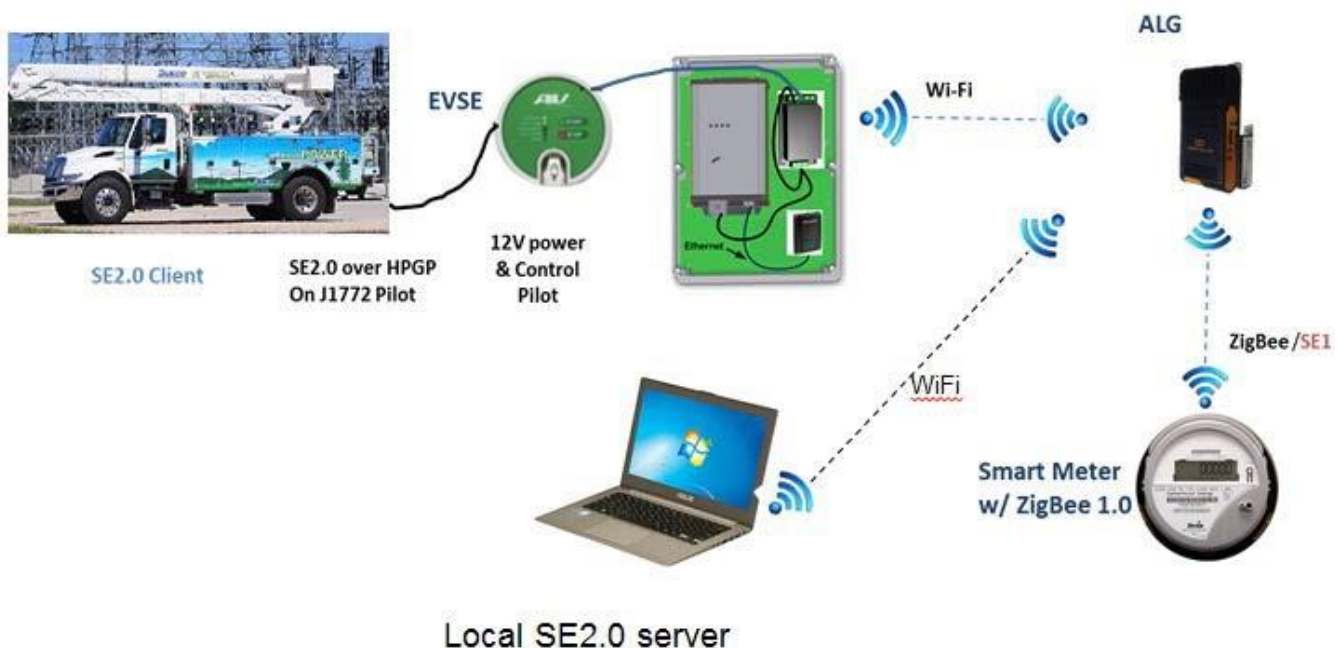 ALG
EVSE
Wi-Fi
POWER
Ethernet
12V power
& Control
Pilot
SE2.0 Client
SE2.0 over HPGP
On J1772 Pilot
ZigBee/SE1
WiFi
Smart Meter
w/ ZigBee 1.0
Local SE2.0 server